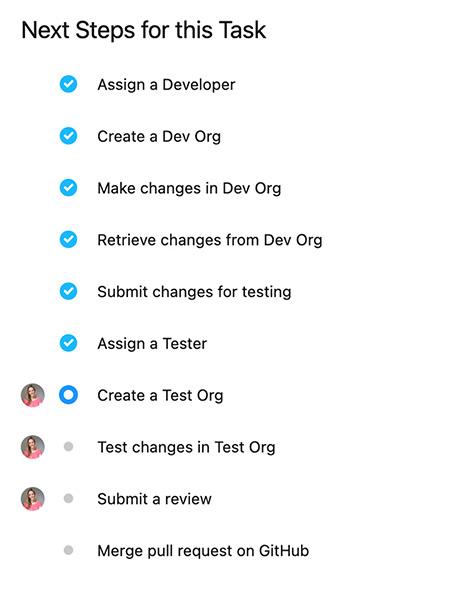 Next Steps for this Task
Assign a Developer
Create a Dev Org
Make changes in Dev Org
Retrieve changes from Dev Org
Submit changes for testing
Assign a Tester
Create a Test Org
Test changes in Test Org
Submit a review
Merge pull request on GitHub